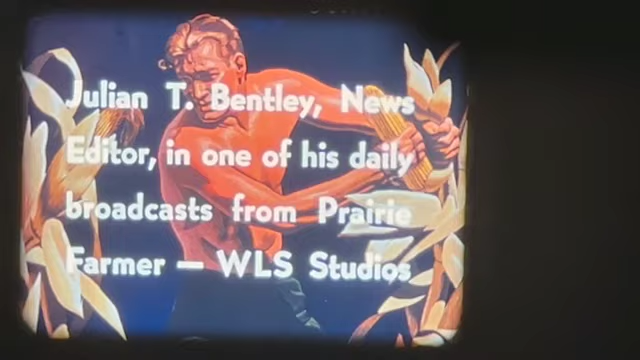 Julian T. Bentley, News
Editor, in one of his daily
broadcasts from Prairie
Farmer — WLS Studios